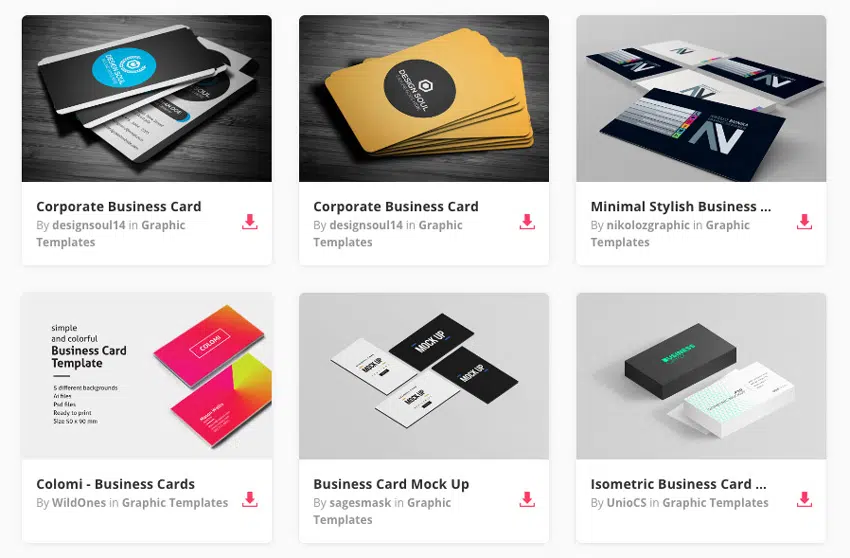 DESIGN SOUL
DESIGN SOUL
AV
AV
Corporate Business Card
By designsoul14 in Graphic
Templates
Corporate Business Card
By designsoul14 in Graphic
Templates
Minimal Stylish Business ...
By nikolozgraphic in Graphic
Templates
simple
and colorful
Business Card
Template
5 different backgrounds
Ai files
Psd files
Ready to print
Size 50 x 90 mm
COLOMI
MOCK UP
MOCK UP
MOCK UP
MOCK UP
BUSINESS
Colomi - Business Cards
By WildOnes in Graphic Templates
Business Card Mock Up
By sagesmask in Graphic
Templates
Isometric Business Card ...
By UnioCS in Graphic Templates